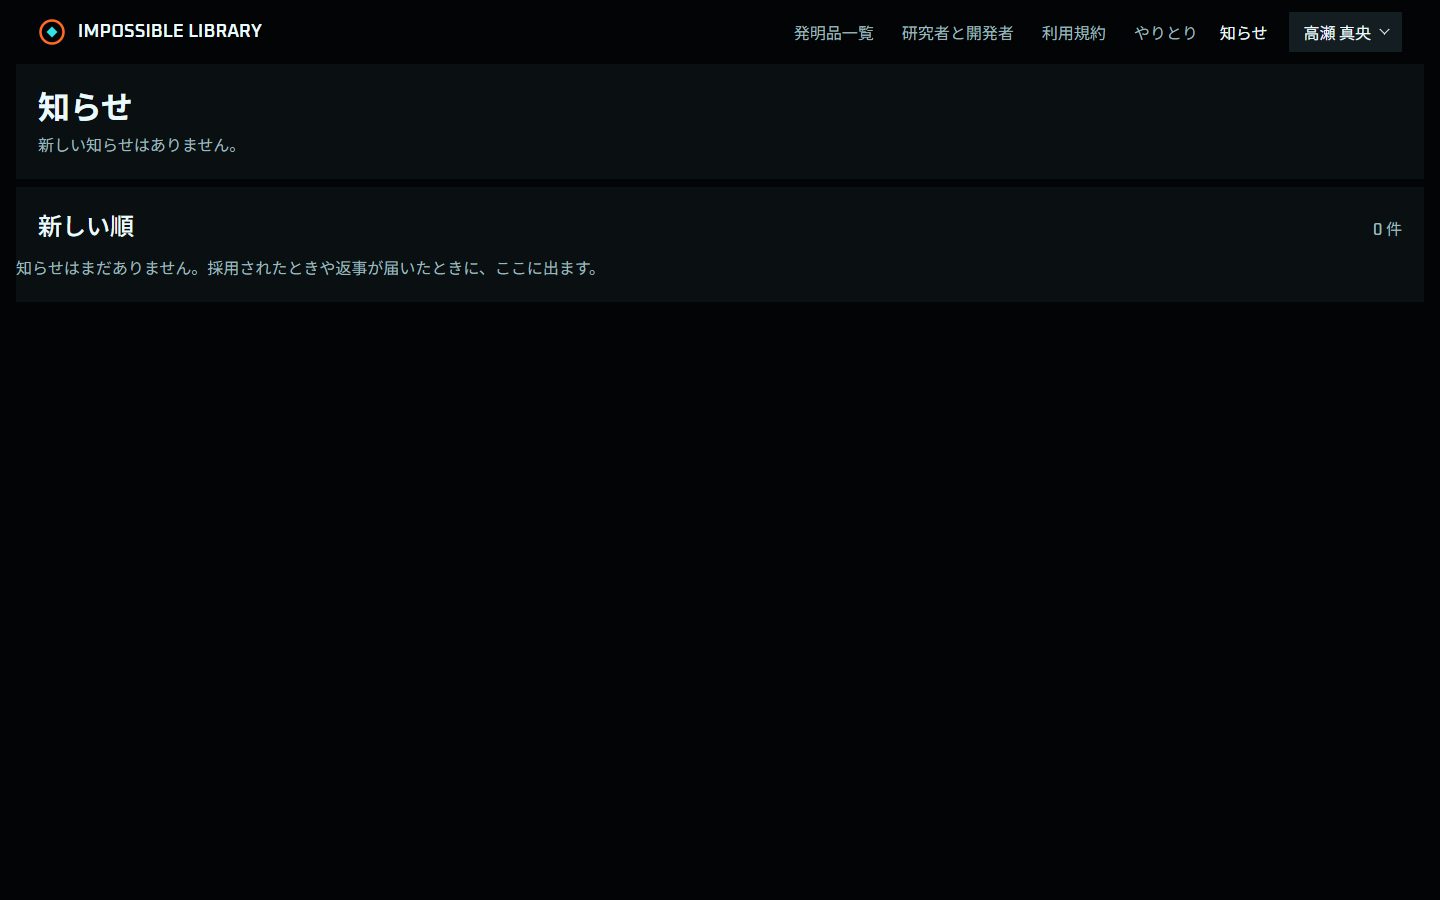 IMPOSSIBLE LIBRARY
発明品一覧 研究者と開発者 利用規約 やりとり 知らせ 高瀬 真央
知らせ
新しい知らせはありません。
新しい順
0 件
知らせはまだありません。採用されたときや返事が届いたときに、ここに出ます。